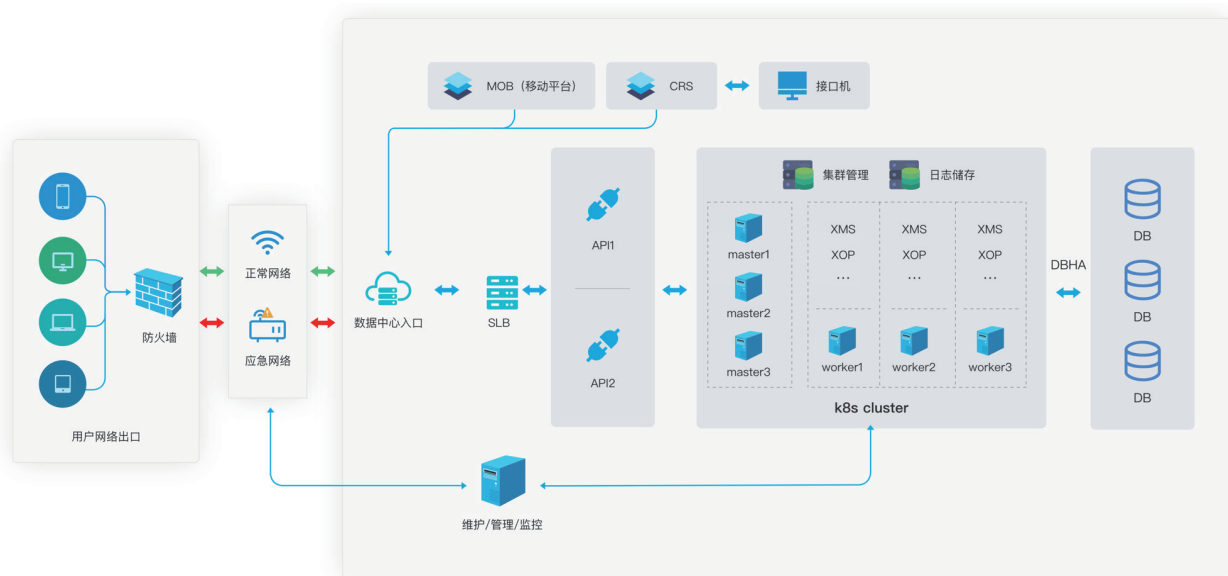 MOB（移动平台）
CRS
接口机
防火墙
用户网络出口
正常网络
应急网络
数据中心入口
SLB
API1
API2
集群管理
日志储存
master1
master2
master3
XMS
XOP
...
worker1
XMS
XOP
...
worker2
XMS
XOP
...
worker3
k8s cluster
DBHA
DB
DB
DB
维护/管理/监控